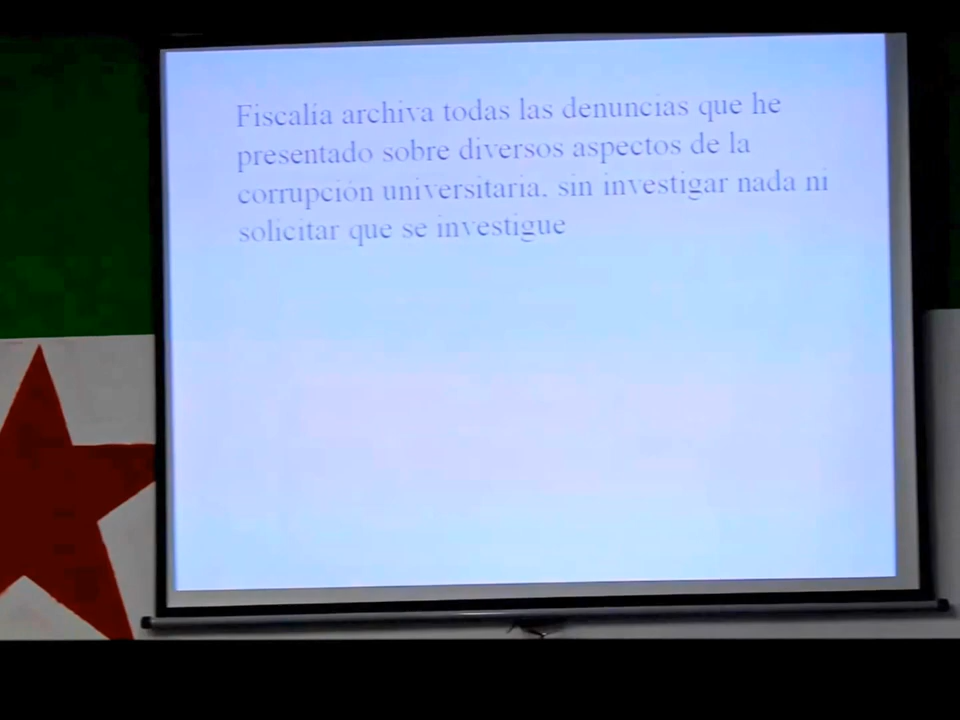 Fiscalía archiva todas las denuncias que he
presentado sobre diversos aspectos de la
corrupción universitaria. sin investigar nada ni
solicitar que se investigue